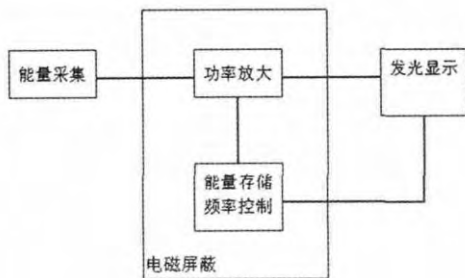 能量采集
功率放大
发光显示
能量存储
频率控制
电磁屏蔽